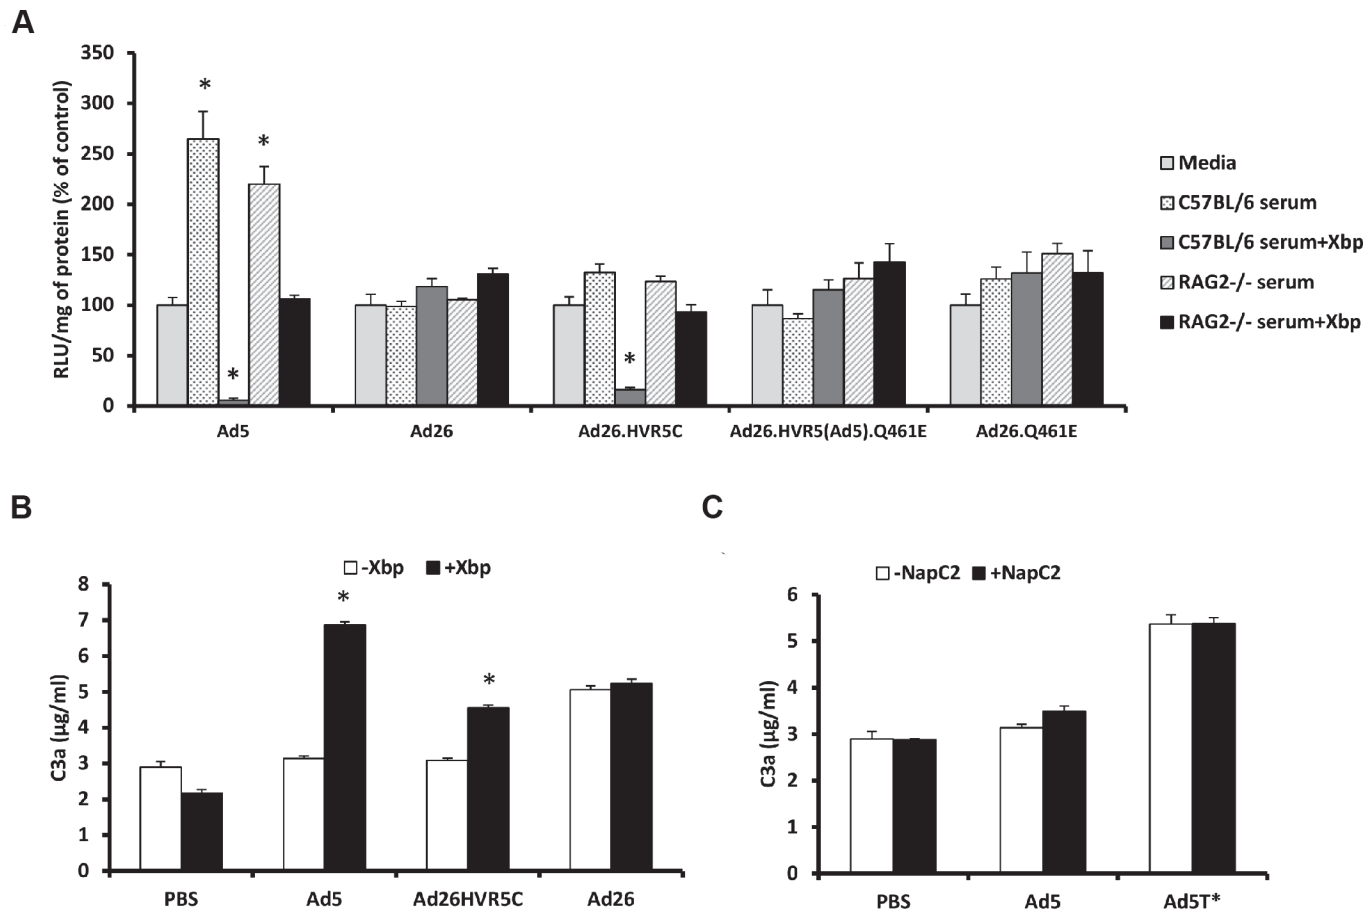 A
350
300
250
200
150
100
50
0
RLU/mg of protein (% of control)
*
*
*
*
Ad5 Ad26 Ad26.HVR5C Ad26.HVR5(Ad5).Q461E Ad26.Q461E
Media
C57BL/6 serum
C57BL/6 serum+Xbp
RAG2-/- serum
RAG2-/- serum+Xbp
B
-Xbp +Xbp
8
7
6
5
4
3
2
1
0
C3a (µg/ml)
*
*
PBS Ad5 Ad26HVR5C Ad26
C
-NapC2 +NapC2
6
5
4
3
2
1
0
C3a (µg/ml)
PBS Ad5 Ad5T*